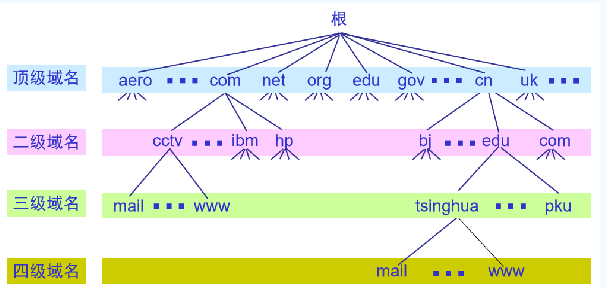 根
顶级域名 aero ... com net org edu gov ... cn uk ...
二级域名 cctv ... ibm hp bj ... edu com
三级域名 mail ... www tsinghua ... pku
四级域名 mail ... www